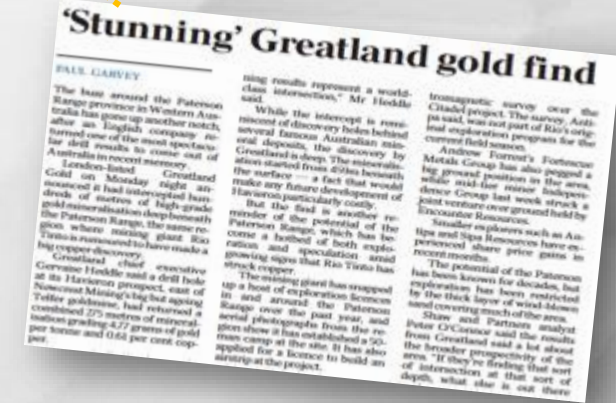 'Stunning' Greatland gold find
PAUL GARVEY
The buzz around the Paterson
Range province in Western Aus-
tralia has gone up another notch,
after an English company re-
turned one of the most spectacu-
lar drill results to come out of
Australia in recent memory.
London-listed Greatland
Gold on Monday night an-
nounced it had intercepted hun-
dreds of metres of high-grade
gold mineralisation deep beneath
the Paterson Range, the same re-
gion where mining giant Rio
Tinto is rumoured to have made a
big copper discovery.
Greatland chief executive
Gervaise Heddle said a drill hole
at its Havieron prospect, east of
Newcrest Mining's big but ageing
Telfer goldmine, had returned a
combined 275 metres of mineral-
isation grading 4.77 grams of gold
per tonne and 0.61 per cent cop-
per.
ning results represent a world-
class intersection," Mr Heddle
said.
While the intercept is remi-
niscent of discovery holes behind
several famous Australian min-
eral deposits, the discovery by
Greatland is deep. The mineralis-
ation started from 459m beneath
the surface — a fact that would
make any future development of
Havieron particularly costly.
But the find is another re-
minder of the potential of the
Paterson Range, which has be-
come a hotbed of both explo-
ration and speculation amid
growing signs that Rio Tinto has
struck copper.
The mining giant has snapped
up a host of exploration licences
in and around the Paterson
Range over the past year, and
aerial photographs from the re-
gion show it has established a 50-
man camp at the site. It has also
applied for a licence to build an
airstrip at the project.
tromagnetic survey over the
Citadel project. The survey, Anti-
pa said, was not part of Rio's orig-
inal exploration program for the
current field season.
Andrew Forrest's Fortescue
Metals Group has also pegged a
big ground position in the area,
while mid-tier miner Indepen-
dence Group last week struck a
joint venture over ground held by
Encounter Resources.
Smaller explorers such as An-
tipa and Sipa Resources have ex-
perienced share price gains in
recent months.
The potential of the Paterson
has been known for decades, but
exploration has been restricted
by the thick layer of wind-blown
sand covering much of the area.
Shaw and Partners analyst
Peter O'Connor said the results
from Greatland said a lot about
the broader prospectivity of the
area. "If they're finding that sort
of intersection at that sort of
depth, what else is out there